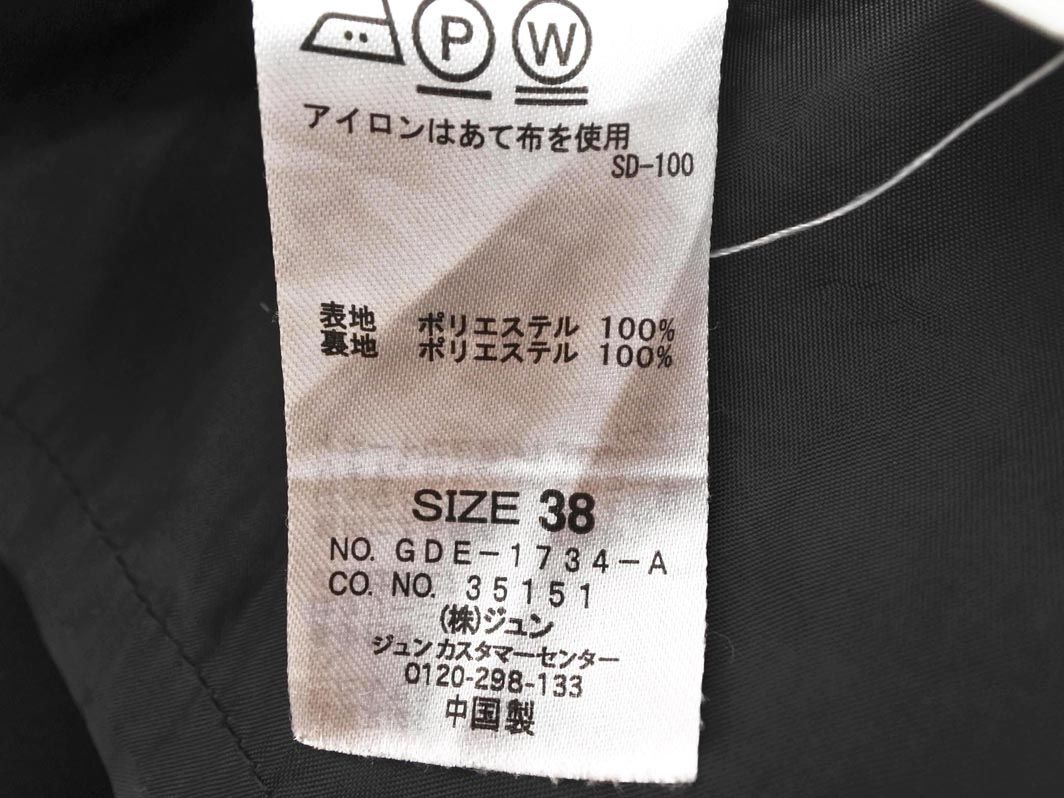 P W
アイロンはあて布を使用
SD-100
表地 ポリエステル 100%
裏地 ポリエステル 100%
SIZE 38
NO. GDE-1734-A
CO. NO. 35151
(株)ジュン
ジュンカスタマーセンター
0120-298-133
中国製